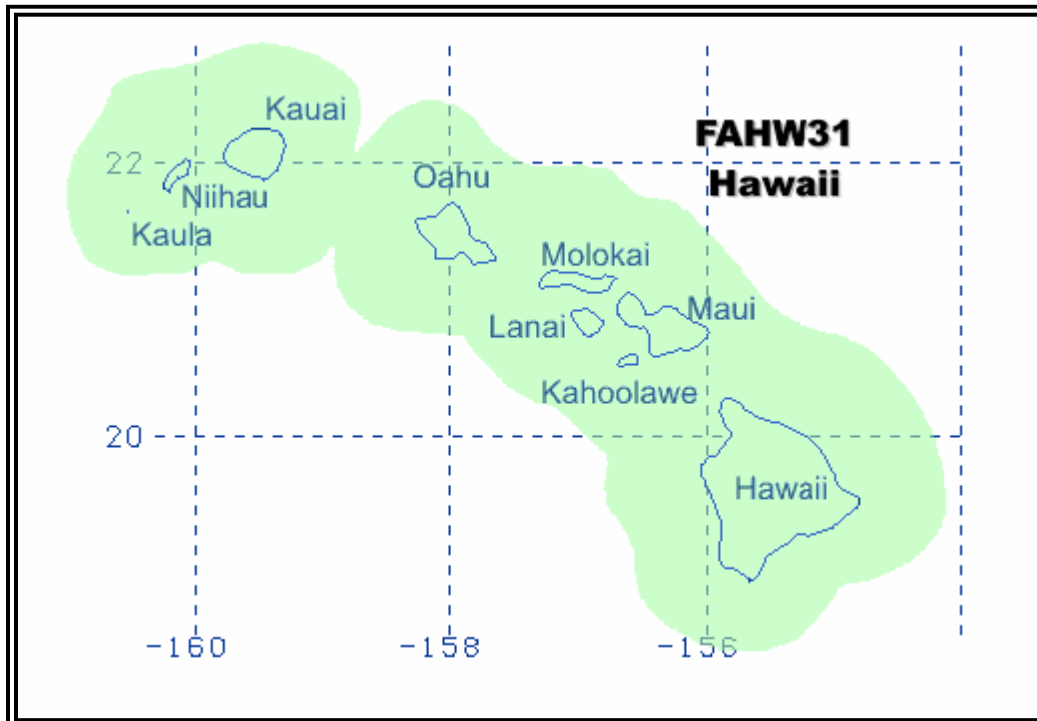 FAHW31
Hawaii
Kauai
22
Niihau
Kaula
Oahu
Molokai
Lanai
Maui
Kahoolawe
20
Hawaii
-160
-158
-156